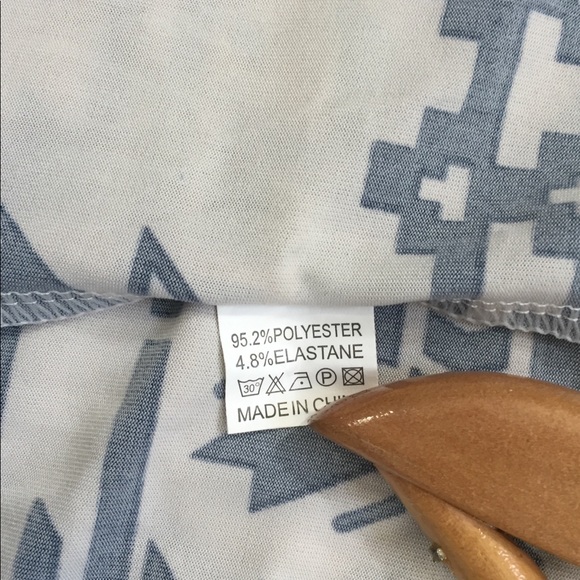 95.2%POLYESTER
4.8%ELASTANE
30°
P
MADE IN